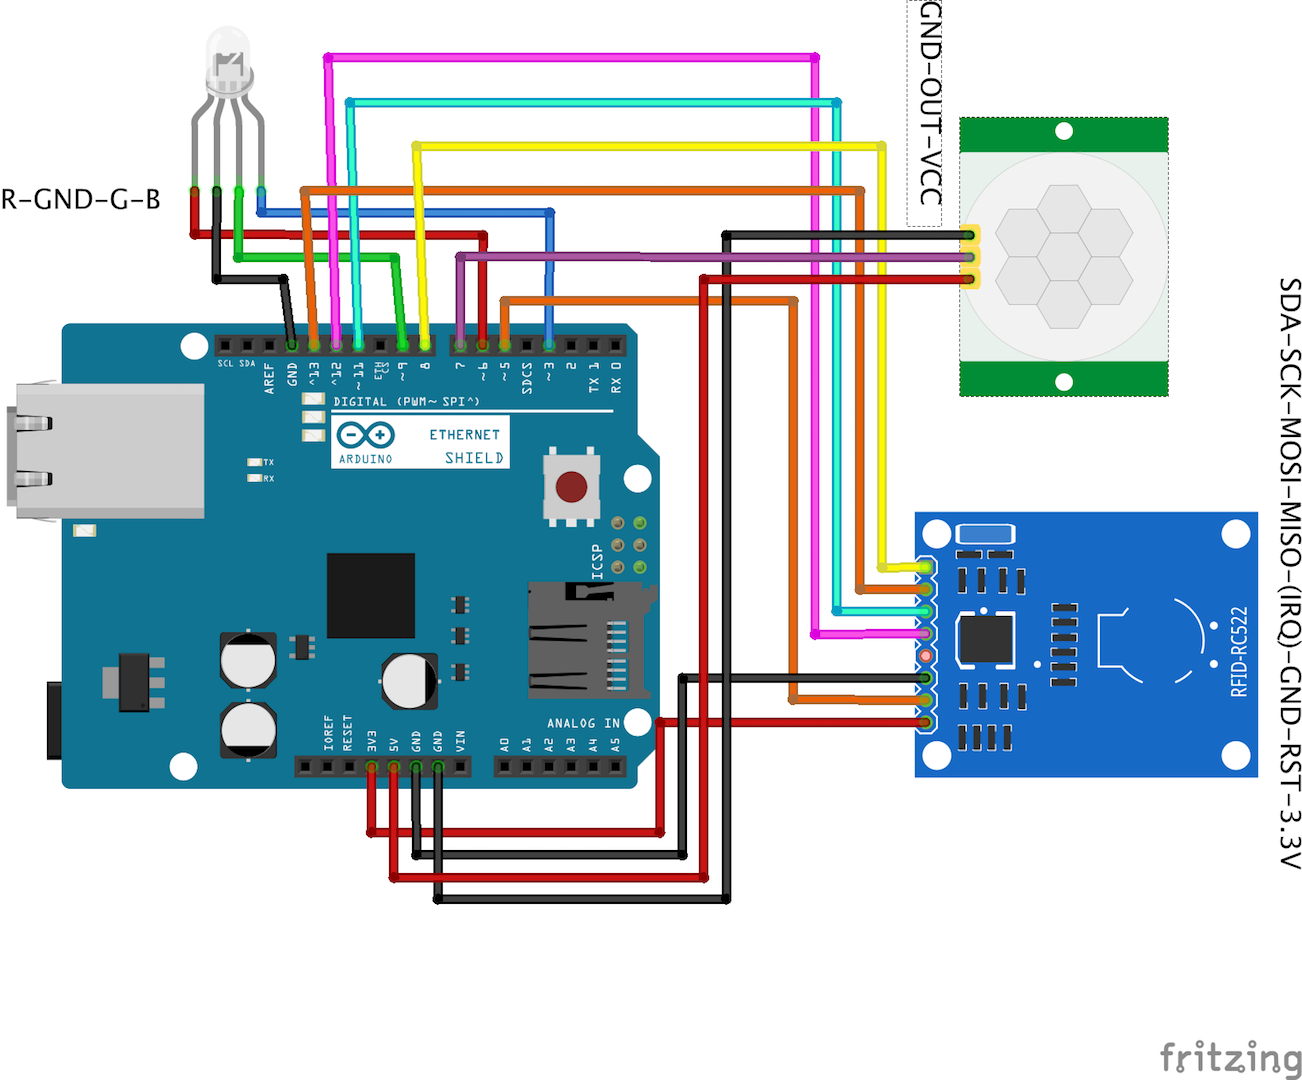 GND-OUT-VCC
R-GND-G-B
SDA-SCK-MOSI-MISO-(IRQ)-GND-RST-3.3V
SCL SDA AREF GND ^13 ^12 ~11 ETH CS ~9 8 7 ~6 ~5 SDCS ~3 2 TX 1 RX 0
DIGITAL (PWM~ SPI^)
ARDUINO
ETHERNET
SHIELD
TX
RX
ICSP
RFID-RC522
ANALOG IN
IOREF RESET 3V3 5V GND GND VIN A0 A1 A2 A3 A4 A5
fritzing